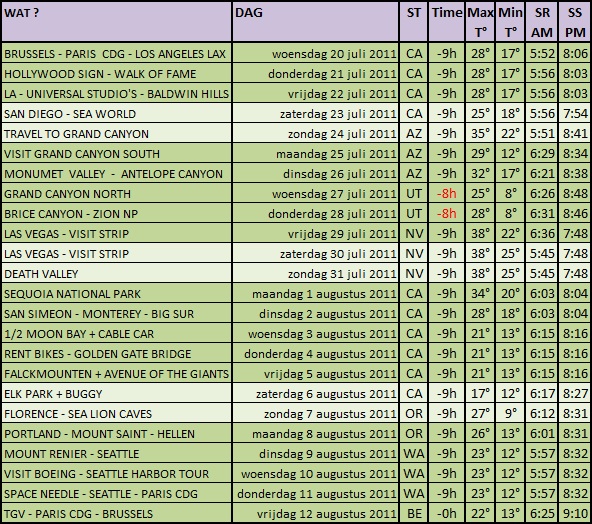 WAT ? DAG ST Time Max T° Min T° SR AM SS PM
BRUSSELS - PARIS CDG - LOS ANGELES LAX woensdag 20 juli 2011 CA -9h 28° 17° 5:52 8:06
HOLLYWOOD SIGN - WALK OF FAME donderdag 21 juli 2011 CA -9h 28° 17° 5:56 8:03
LA - UNIVERSAL STUDIO'S - BALDWIN HILLS vrijdag 22 juli 2011 CA -9h 28° 17° 5:56 8:03
SAN DIEGO - SEA WORLD zaterdag 23 juli 2011 CA -9h 25° 18° 5:56 7:54
TRAVEL TO GRAND CANYON zondag 24 juli 2011 AZ -9h 35° 22° 5:51 8:41
VISIT GRAND CANYON SOUTH maandag 25 juli 2011 AZ -9h 29° 12° 6:29 8:34
MONUMET VALLEY - ANTELOPE CANYON dinsdag 26 juli 2011 AZ -9h 32° 17° 6:21 8:38
GRAND CANYON NORTH woensdag 27 juli 2011 UT -8h 25° 8° 6:26 8:48
BRICE CANYON - ZION NP donderdag 28 juli 2011 UT -8h 28° 8° 6:31 8:46
LAS VEGAS - VISIT STRIP vrijdag 29 juli 2011 NV -9h 38° 22° 6:36 7:48
LAS VEGAS - VISIT STRIP zaterdag 30 juli 2011 NV -9h 38° 25° 5:45 7:48
DEATH VALLEY zondag 31 juli 2011 NV -9h 38° 25° 5:45 7:48
SEQUOIA NATIONAL PARK maandag 1 augustus 2011 CA -9h 34° 20° 6:03 8:04
SAN SIMEON - MONTEREY - BIG SUR dinsdag 2 augustus 2011 CA -9h 28° 18° 6:03 8:04
1/2 MOON BAY + CABLE CAR woensdag 3 augustus 2011 CA -9h 21° 13° 6:15 8:16
RENT BIKES - GOLDEN GATE BRIDGE donderdag 4 augustus 2011 CA -9h 21° 13° 6:15 8:16
FALCKMOUNTEN + AVENUE OF THE GIANTS vrijdag 5 augustus 2011 CA -9h 21° 13° 6:15 8:16
ELK PARK + BUGGY zaterdag 6 augustus 2011 CA -9h 17° 12° 6:17 8:27
FLORENCE - SEA LION CAVES zondag 7 augustus 2011 OR -9h 27° 9° 6:12 8:31
PORTLAND - MOUNT SAINT - HELLEN maandag 8 augustus 2011 OR -9h 26° 13° 6:01 8:31
MOUNT RENIER - SEATTLE dinsdag 9 augustus 2011 WA -9h 23° 12° 5:57 8:32
VISIT BOEING - SEATTLE HARBOR TOUR woensdag 10 augustus 2011 WA -9h 23° 12° 5:57 8:32
SPACE NEEDLE - SEATTLE - PARIS CDG donderdag 11 augustus 2011 WA -9h 23° 12° 5:57 8:32
TGV - PARIS CDG - BRUSSELS vrijdag 12 augustus 2011 BE -0h 22° 13° 6:25 9:10